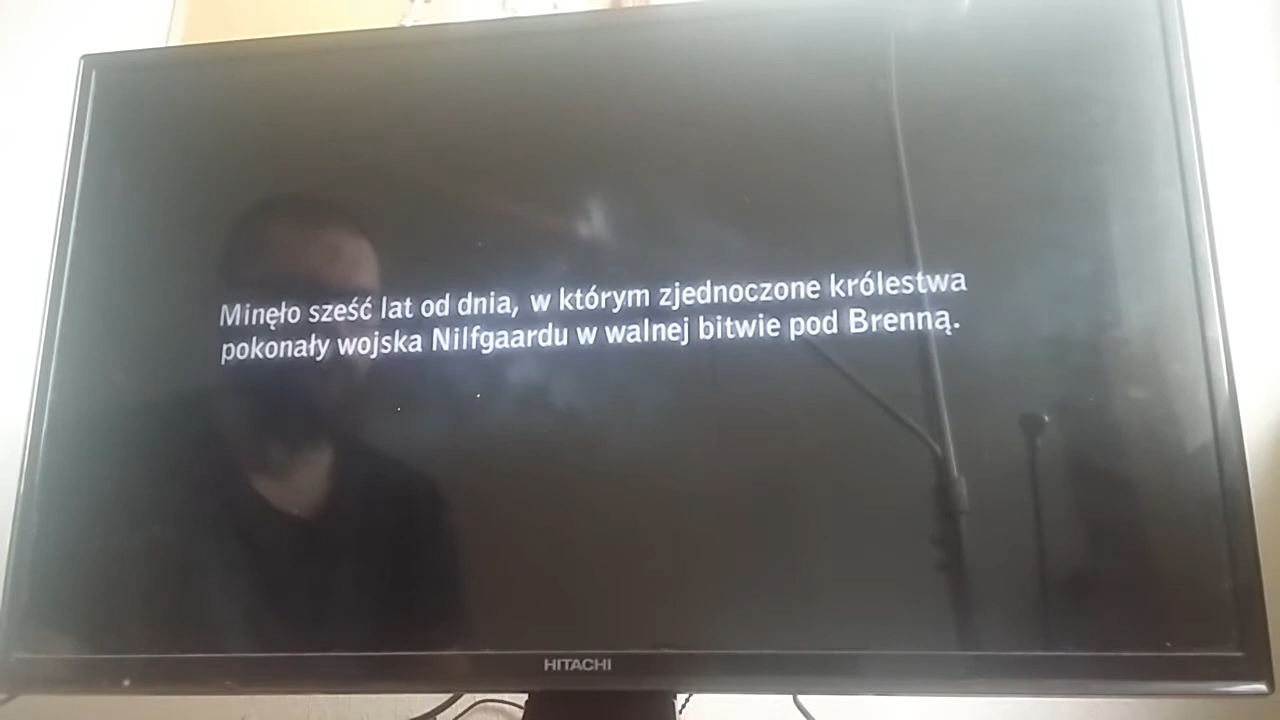 Minęło sześć lat od dnia, w którym zjednoczone królestwa
pokonały wojska Nilfgaardu w walnej bitwie pod Brenną.
HITACHI